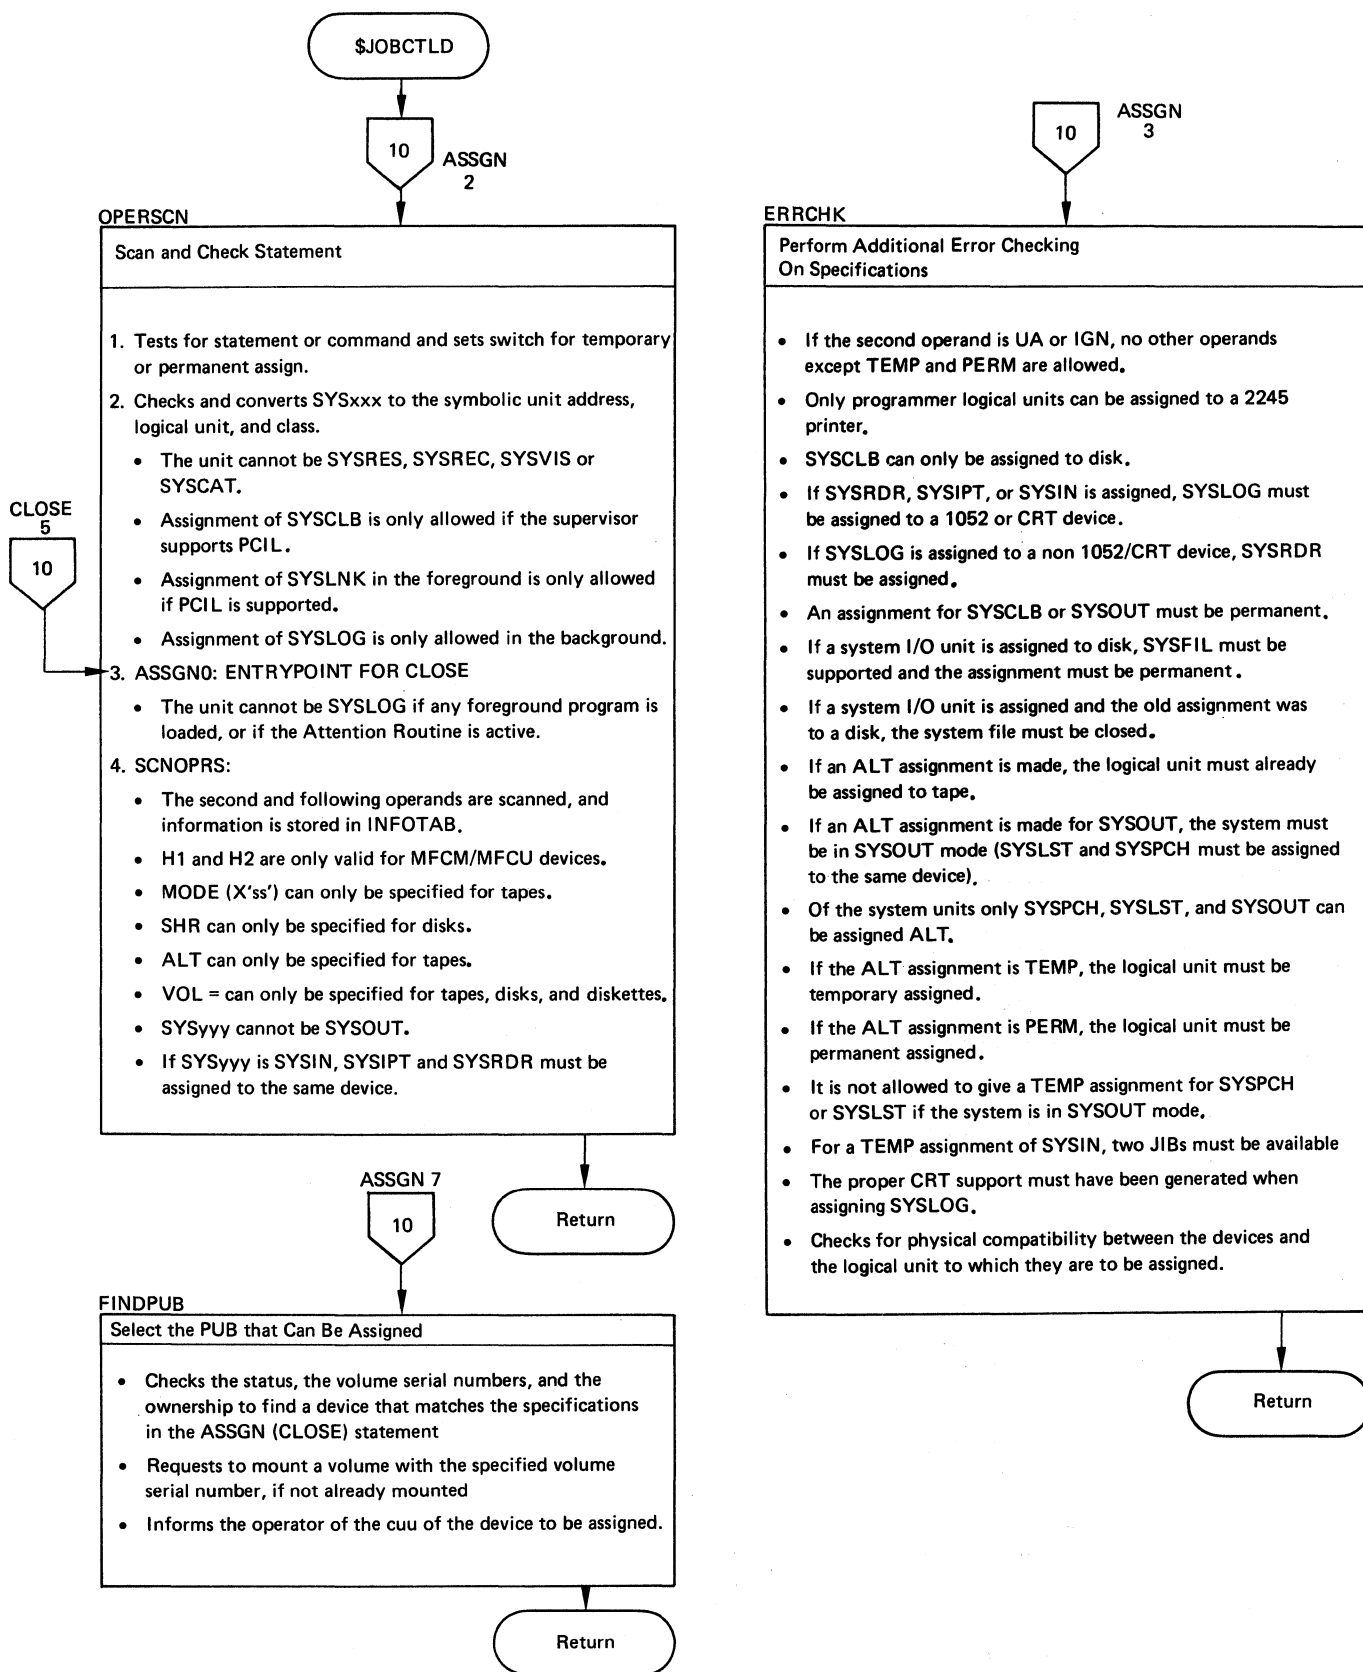 $JOBCTLD
10
ASSGN
2
OPERSCN
Scan and Check Statement
1. Tests for statement or command and sets switch for temporary
or permanent assign.
2. Checks and converts SYSxxx to the symbolic unit address,
logical unit, and class.
• The unit cannot be SYSRES, SYSREC, SYSVIS or
SYSCAT.
• Assignment of SYSCLB is only allowed if the supervisor
supports PCIL.
• Assignment of SYSLNK in the foreground is only allowed
if PCIL is supported.
• Assignment of SYSLOG is only allowed in the background.
CLOSE
5
10
3. ASSGN0: ENTRYPOINT FOR CLOSE
• The unit cannot be SYSLOG if any foreground program is
loaded, or if the Attention Routine is active.
4. SCNOPRS:
• The second and following operands are scanned, and
information is stored in INFOTAB.
• H1 and H2 are only valid for MFCM/MFCU devices.
• MODE (X'ss') can only be specified for tapes.
• SHR can only be specified for disks.
• ALT can only be specified for tapes.
• VOL = can only be specified for tapes, disks, and diskettes.
• SYSyyy cannot be SYSOUT.
• If SYSyyy is SYSIN, SYSIPT and SYSRDR must be
assigned to the same device.
Return
ASSGN 7
10
FINDPUB
Select the PUB that Can Be Assigned
• Checks the status, the volume serial numbers, and the
ownership to find a device that matches the specifications
in the ASSGN (CLOSE) statement
• Requests to mount a volume with the specified volume
serial number, if not already mounted
• Informs the operator of the cuu of the device to be assigned.
Return
10
ASSGN
3
ERRCHK
Perform Additional Error Checking
On Specifications
• If the second operand is UA or IGN, no other operands
except TEMP and PERM are allowed.
• Only programmer logical units can be assigned to a 2245
printer.
• SYSCLB can only be assigned to disk.
• If SYSRDR, SYSIPT, or SYSIN is assigned, SYSLOG must
be assigned to a 1052 or CRT device.
• If SYSLOG is assigned to a non 1052/CRT device, SYSRDR
must be assigned.
• An assignment for SYSCLB or SYSOUT must be permanent.
• If a system I/O unit is assigned to disk, SYSFIL must be
supported and the assignment must be permanent.
• If a system I/O unit is assigned and the old assignment was
to a disk, the system file must be closed.
• If an ALT assignment is made, the logical unit must already
be assigned to tape.
• If an ALT assignment is made for SYSOUT, the system must
be in SYSOUT mode (SYSLST and SYSPCH must be assigned
to the same device).
• Of the system units only SYSPCH, SYSLST, and SYSOUT can
be assigned ALT.
• If the ALT assignment is TEMP, the logical unit must be
temporary assigned.
• If the ALT assignment is PERM, the logical unit must be
permanent assigned.
• It is not allowed to give a TEMP assignment for SYSPCH
or SYSLST if the system is in SYSOUT mode.
• For a TEMP assignment of SYSIN, two JIBs must be available
• The proper CRT support must have been generated when
assigning SYSLOG.
• Checks for physical compatibility between the devices and
the logical unit to which they are to be assigned.
Return